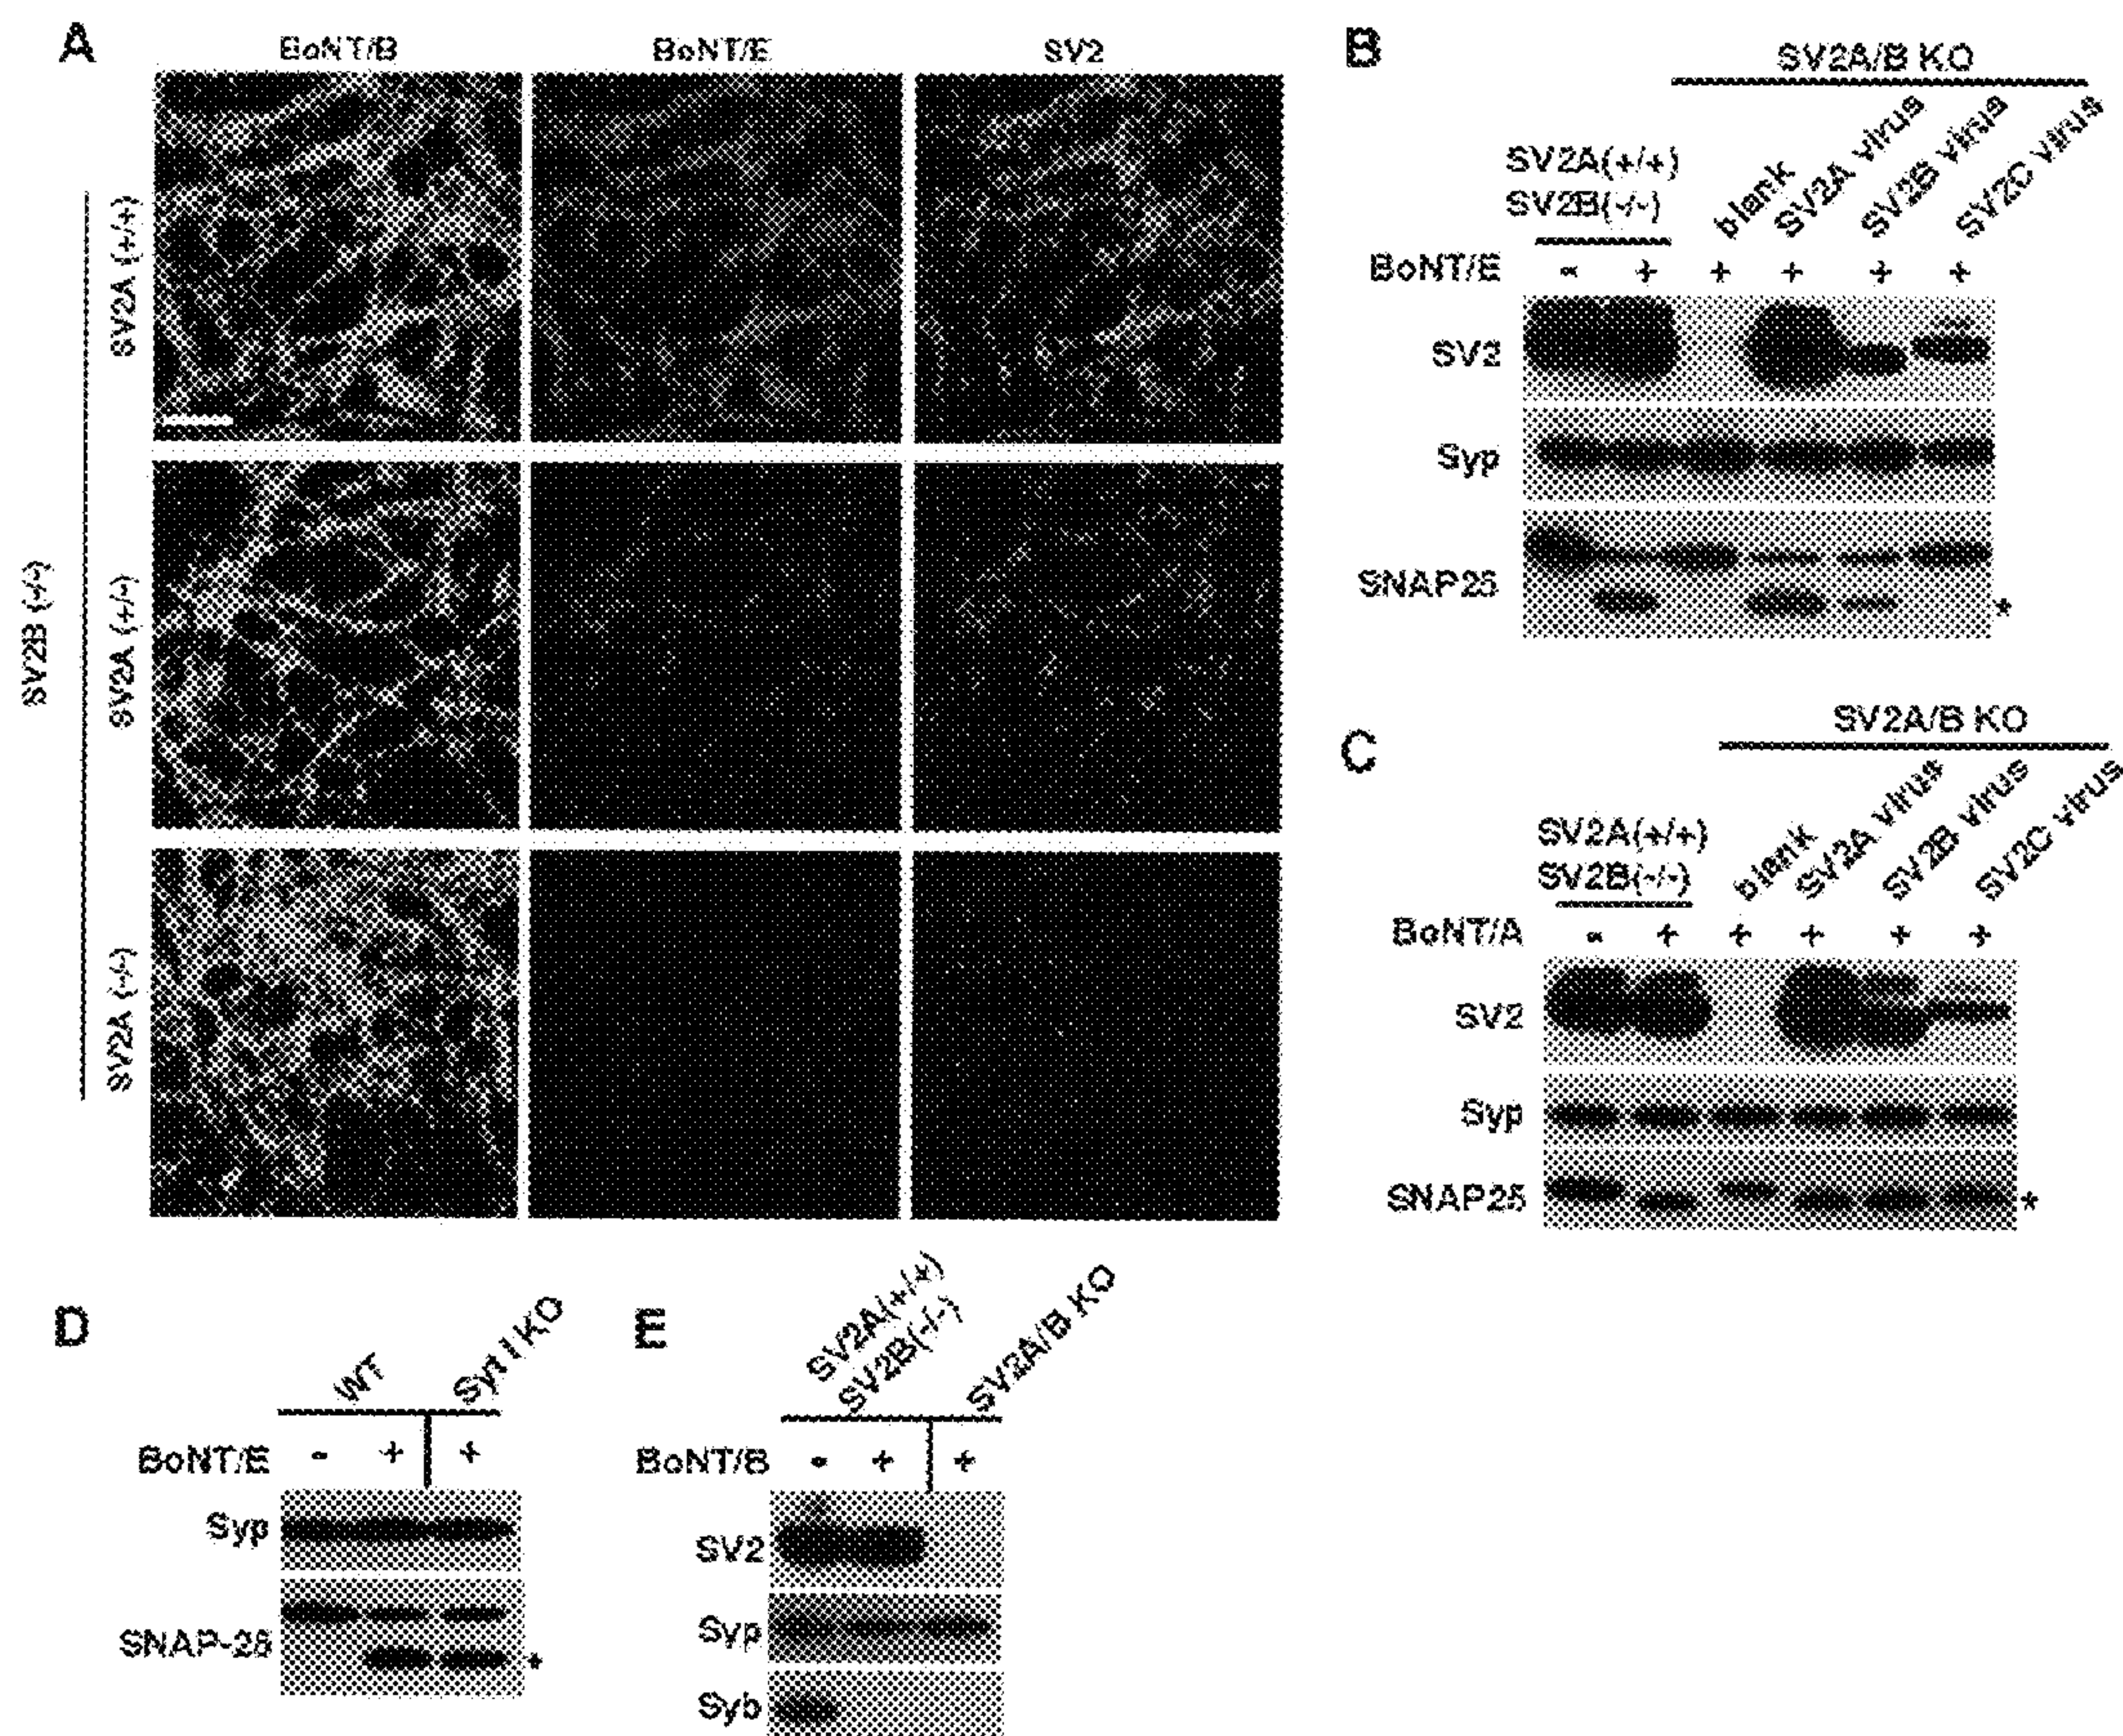 A
BoNT/B BoNT/E SV2
SV2B (-/-)
SV2A (+/+)
SV2A (+/-)
SV2A (-/-)
B
SV2A/B KO
SV2A(+/+)
SV2B(-/-)
blank
SV2A virus
SV2B virus
SV2C virus
BoNT/E - + + + + +
SV2
Syp
SNAP25 *
C
SV2A/B KO
SV2A(+/+)
SV2B(-/-)
blank
SV2A virus
SV2B virus
SV2C virus
BoNT/A - + + + + +
SV2
Syp
SNAP25 *
D
WT
Syt I KO
BoNT/E - + +
Syp
SNAP-25 *
E
SV2A(+/+)
SV2B(-/-)
SV2A/B KO
BoNT/B - + +
SV2
Syp
Syb